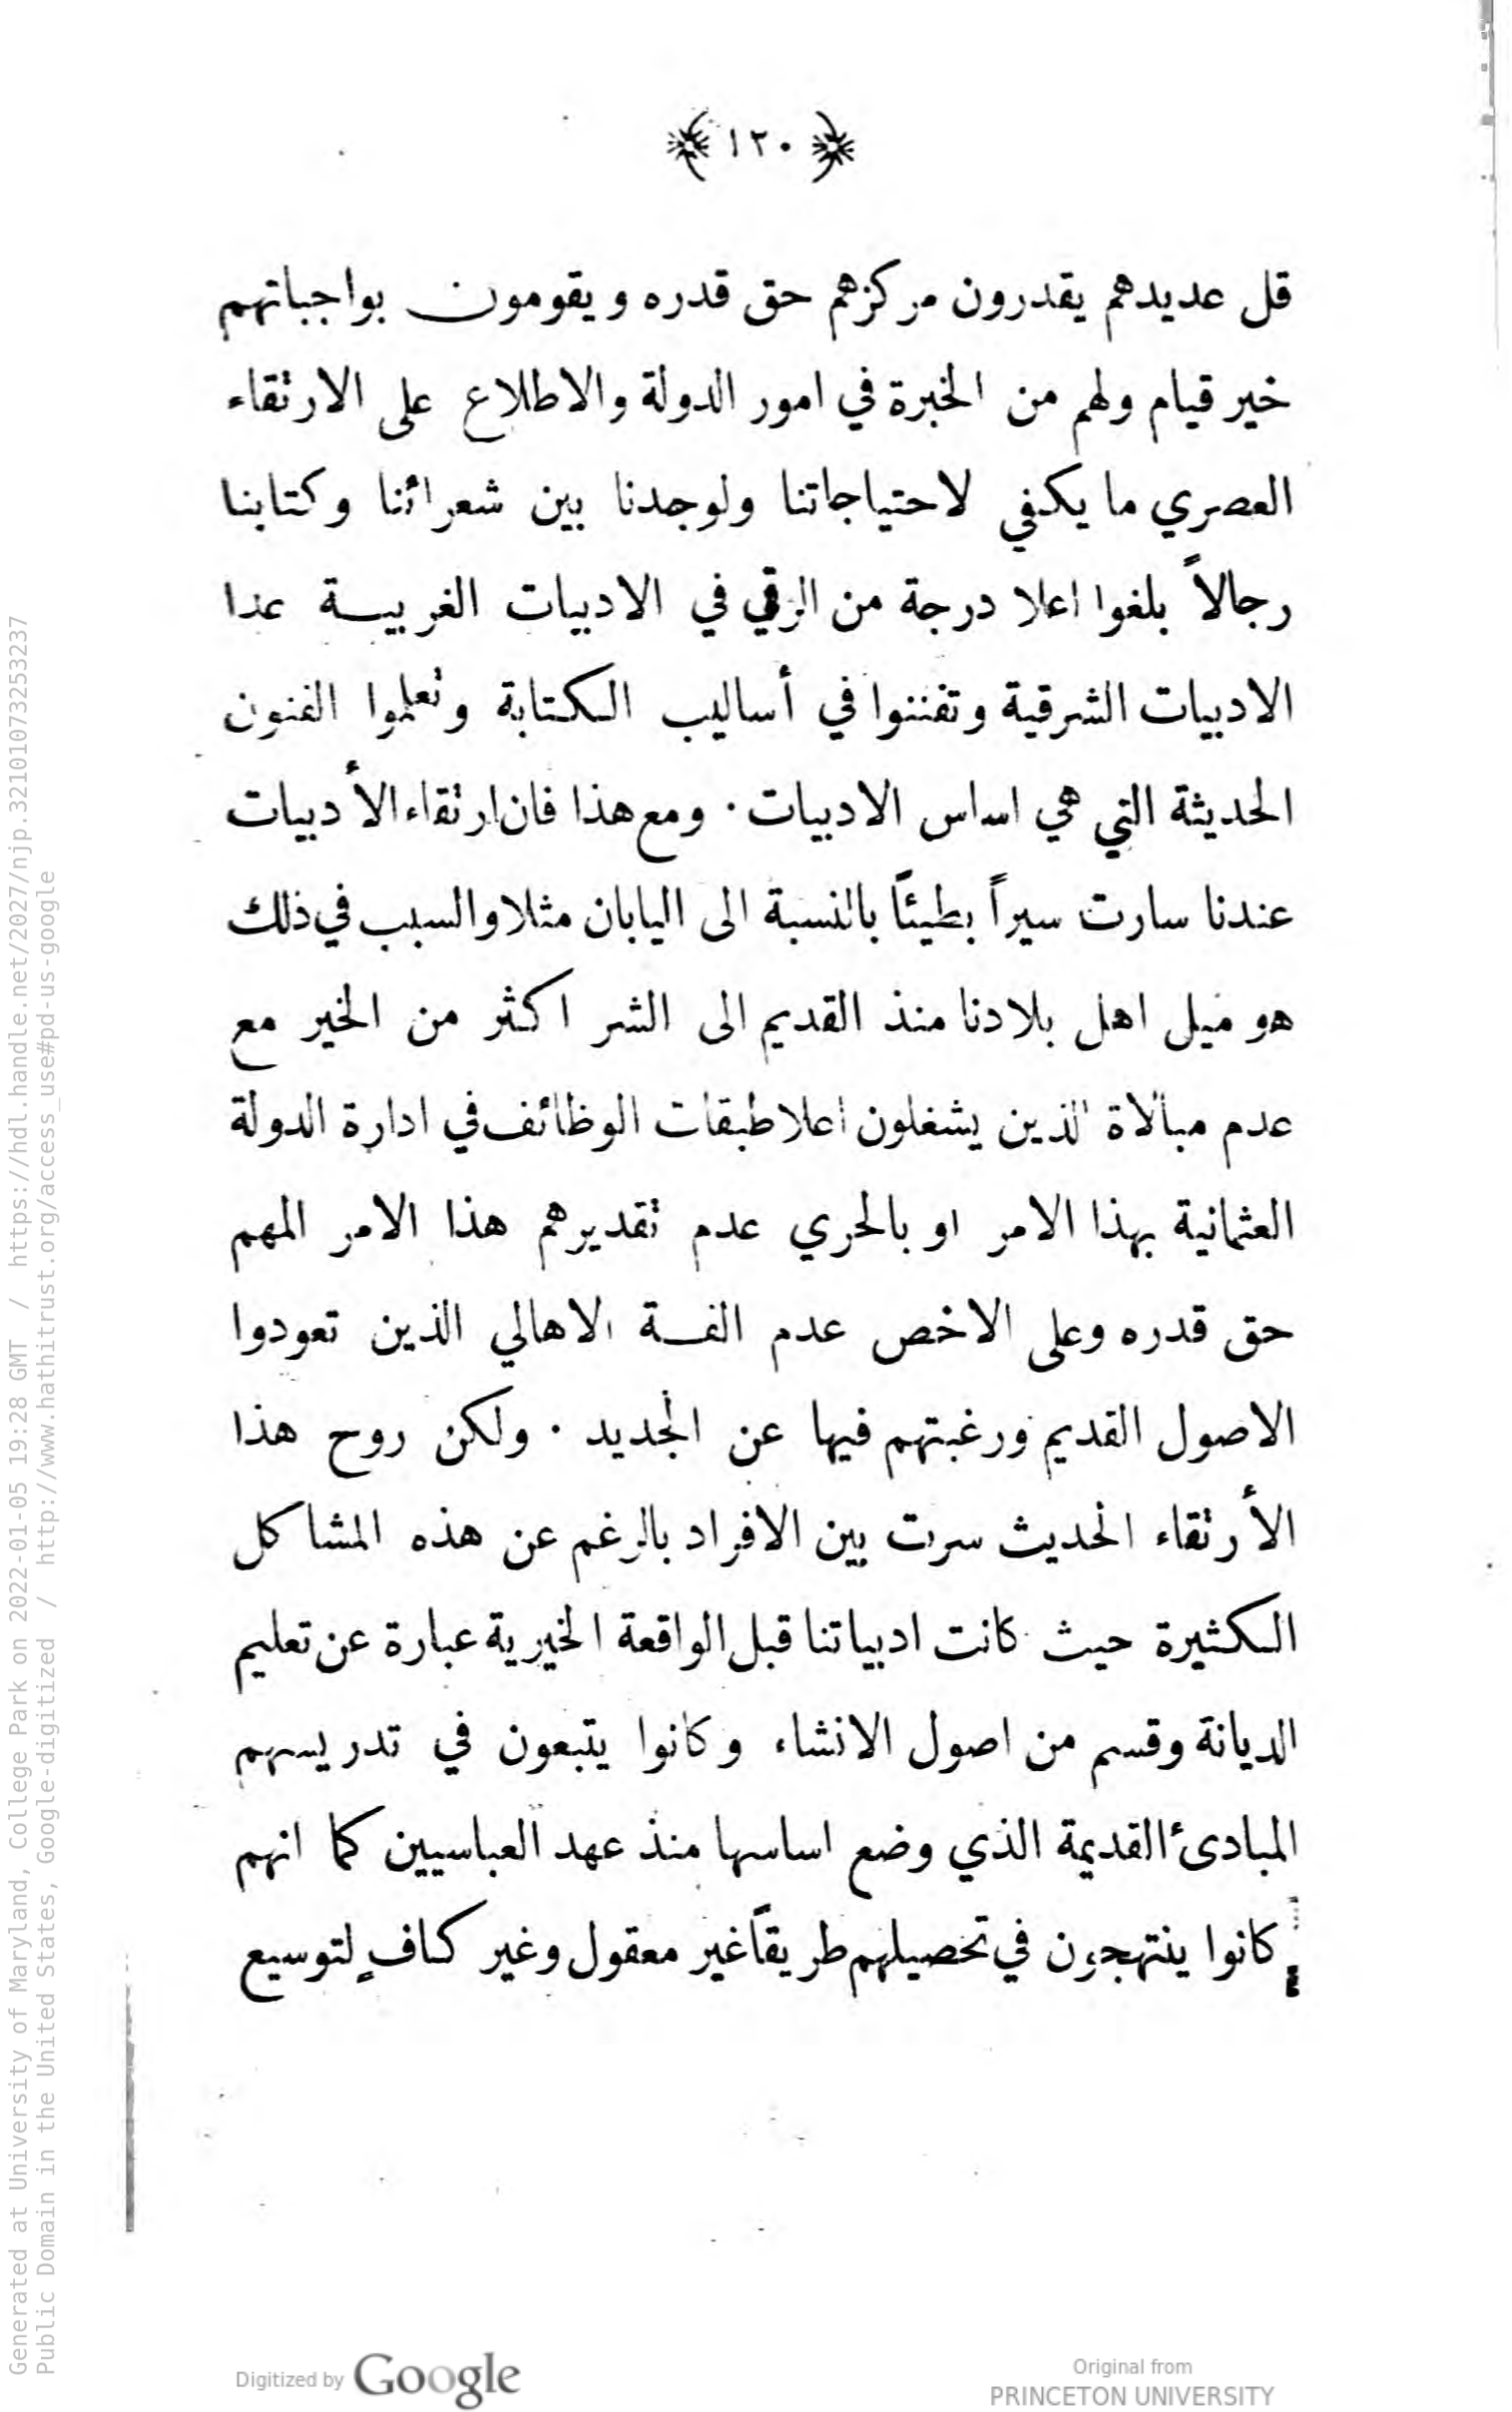 ﴿ ١٢٠ ﴾
قل عديدهم يقدرون مركزهم حق قدره ويقومون بواجباتهم
خير قيام ولهم من الخبرة في امور الدولة والاطلاع على الارتقاء
العصري ما يكفي لاحتياجاتنا ولوجدنا بين شعرائنا وكتابنا
رجالاً بلغوا اعلا درجة من الرقي في الادبيات الغربية عدا
الادبيات الشرقية وتفننوا في أساليب الكتابة وتعلموا الفنون
الحديثة التي هي اساس الادبيات ٠ ومع هذا فان ارتقاء الأدبيات
عندنا سارت سيراً بطيئاً بالنسبة الى اليابان مثلا والسبب في ذلك
هو ميل اهل بلادنا منذ القديم الى الشر اكثر من الخير مع
عدم مبالاة الذين يشغلون اعلا طبقات الوظائف في ادارة الدولة
العثمانية بهذا الامر او بالحري عدم تقديرهم هذا الامر المهم
حق قدره وعلى الاخص عدم الفة الاهالي الذين تعودوا
الاصول القديم ورغبتهم فيها عن الجديد ٠ ولكن روح هذا
الأرتقاء الحديث سرت بين الافراد بالرغم عن هذه المشاكل
الكثيرة حيث كانت ادبياتنا قبل الواقعة الخيرية عبارة عن تعليم
الديانة وقسم من اصول الانشاء وكانوا يتبعون في تدريسهم
المبادئ القديمة الذي وضع اساسها منذ عهد العباسيين كما انهم
كانوا ينتهجون في تحصيلهم طريقاً غير معقول وغير كافٍ لتوسيع
Generated at University of Maryland, College Park on 2022-01-05 19:28 GMT / https://hdl.handle.net/2027/njp.32101073253237
Public Domain in the United States, Google-digitized / http://www.hathitrust.org/access_use#pd-us-google
Digitized by Google
Original from
PRINCETON UNIVERSITY